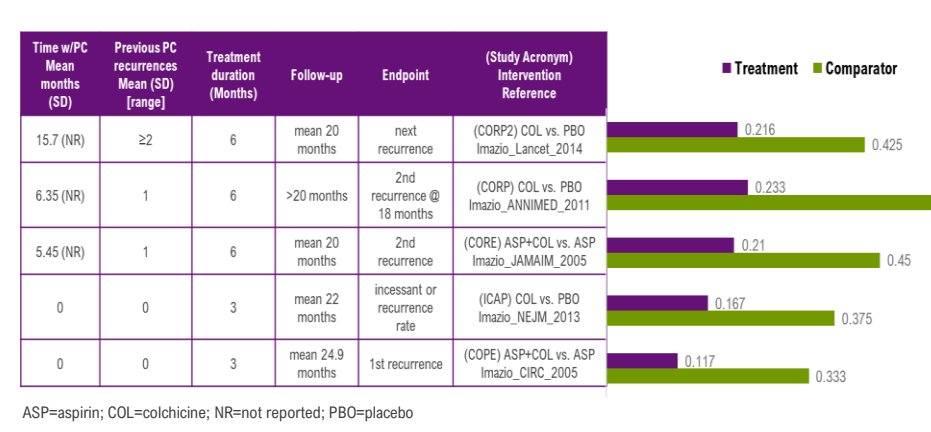 Time w/PC Mean months (SD)
Previous PC recurrences Mean (SD) [range]
Treatment duration (Months)
Follow-up
Endpoint
(Study Acronym) Intervention Reference
Treatment
Comparator
15.7 (NR)
≥2
6
mean 20 months
next recurrence
(CORP2) COL vs. PBO
Imazio_Lancet_2014
0.216
0.425
6.35 (NR)
1
6
>20 months
2nd recurrence @ 18 months
(CORP) COL vs. PBO
Imazio_ANNIMED_2011
0.233
5.45 (NR)
1
6
mean 20 months
2nd recurrence
(CORE) ASP+COL vs. ASP
Imazio_JAMAIM_2005
0.21
0.45
0
0
3
mean 22 months
incessant or recurrence rate
(ICAP) COL vs. PBO
Imazio_NEJM_2013
0.167
0.375
0
0
3
mean 24.9 months
1st recurrence
(COPE) ASP+COL vs. ASP
Imazio_CIRC_2005
0.117
0.333
ASP=aspirin; COL=colchicine; NR=not reported; PBO=placebo